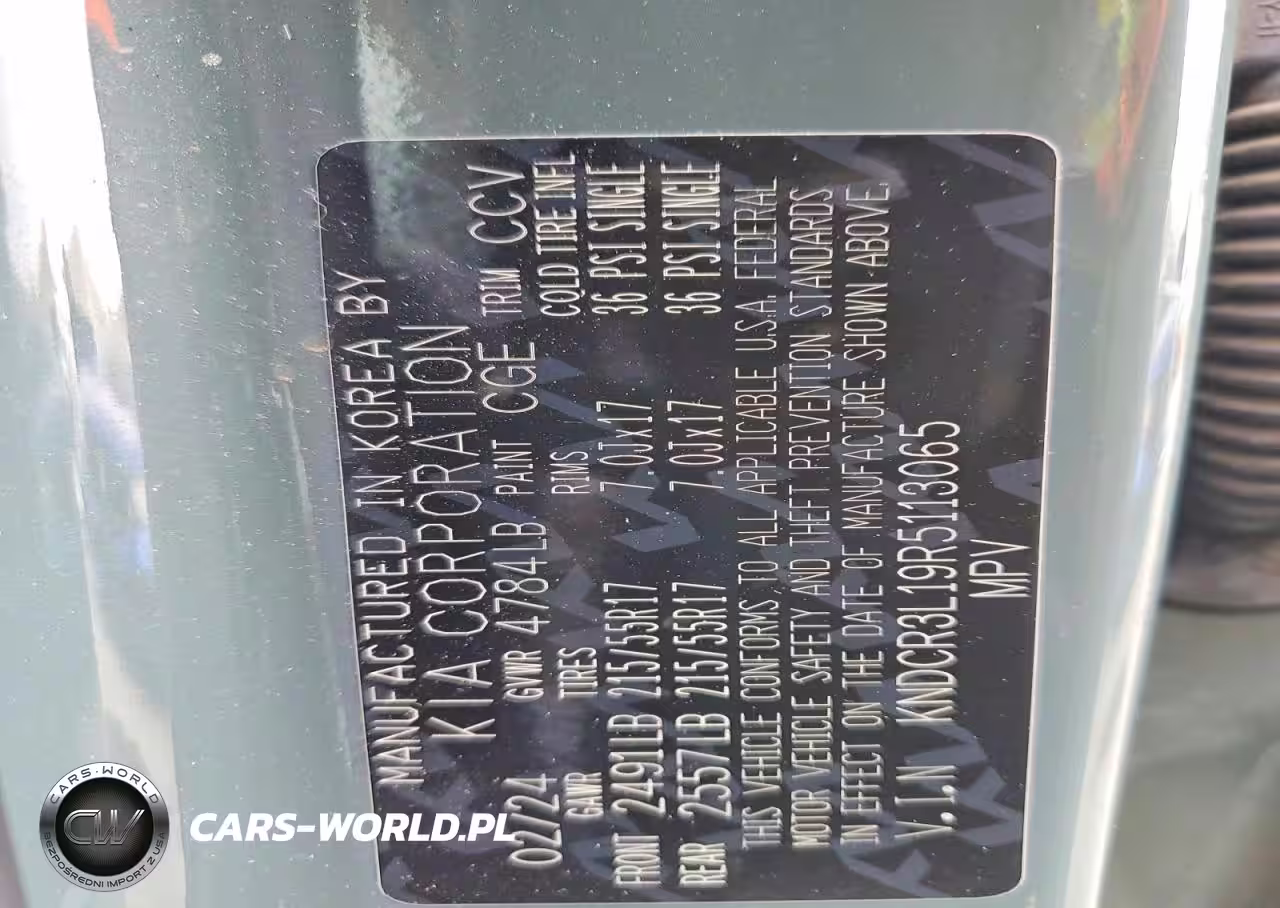 MANUFACTURED IN KOREA BY
KIA CORPORATION
02/24 GVWR 4784LB PAINT CGE TRIM CCV
GAWR TIRES RIMS COLD TIRE INFL
FRONT 2491LB 215/55R17 7.0Jx17 36 PSI SINGLE
REAR 2557LB 215/55R17 7.0Jx17 36 PSI SINGLE
THIS VEHICLE CONFORMS TO ALL APPLICABLE U.S.A. FEDERAL
MOTOR VEHICLE SAFETY AND THEFT PREVENTION STANDARDS
IN EFFECT ON THE DATE OF MANUFACTURE SHOWN ABOVE.
V.I.N KNDCR3L19R5113065
MPV
CARS-WORLD
CW
BEZPOŚREDNI IMPORT Z USA
CARS-WORLD.PL